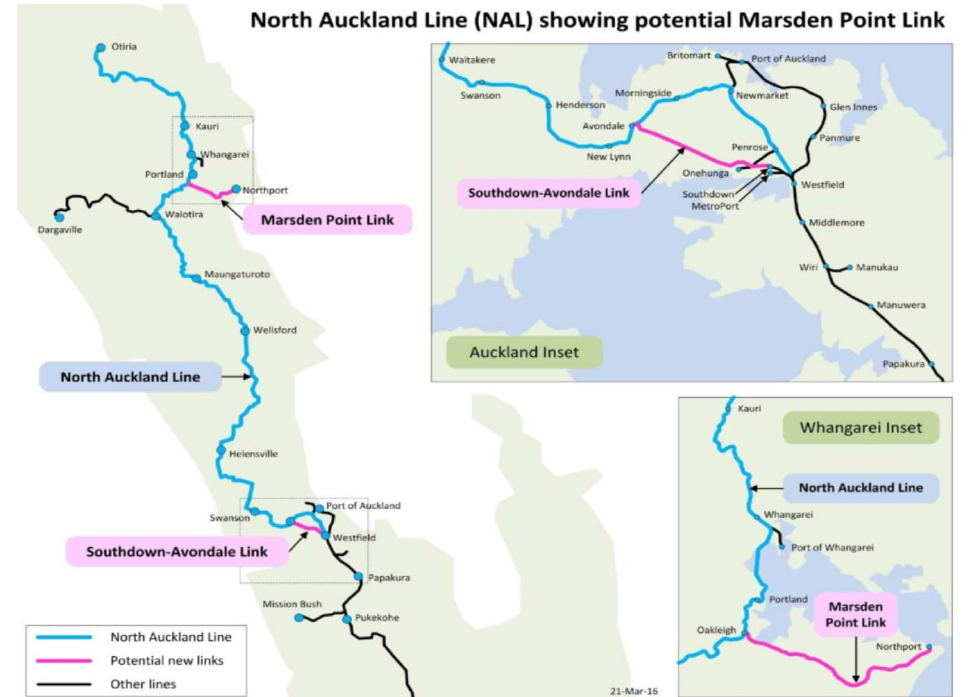 North Auckland Line (NAL) showing potential Marsden Point Link
Otiria
Kauri
Whangarei
Portland
Northport
Marsden Point Link
Waiotira
Dargaville
Maungaturoto
Wellsford
North Auckland Line
Helensville
Swanson
Port of Auckland
Southdown-Avondale Link
Westfield
Papakura
Mission Bush
Pukekohe
North Auckland Line
Potential new links
Other lines
21-Mar-16
Waitakere
Swanson
Henderson
New Lynn
Avondale
Morningside
Britomart
Port of Auckland
Newmarket
Glen Innes
Panmure
Penrose
Onehunga
Southdown-Avondale Link
Southdown
MetroPort
Westfield
Middlemore
Wiri
Manukau
Manuwera
Papakura
Auckland Inset
Kauri
Whangarei Inset
North Auckland Line
Whangarei
Port of Whangarei
Portland
Marsden
Point Link
Oakleigh
Northport